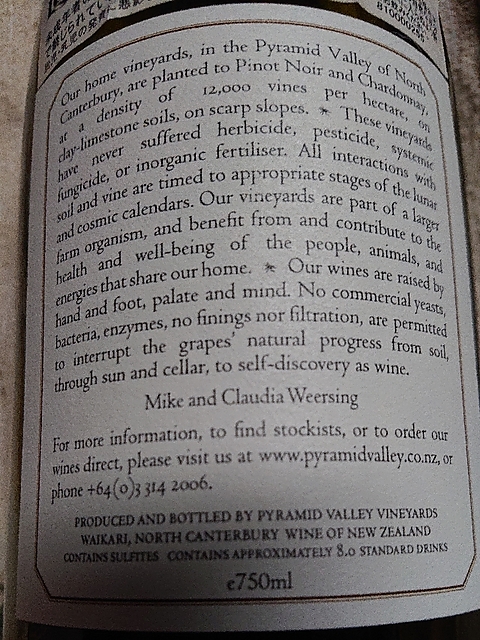 810000266
Our home vineyards, in the Pyramid Valley of North
Canterbury, are planted to Pinot Noir and Chardonnay,
at a density of 12,000 vines per hectare, on
clay-limestone soils, on scarp slopes. * These vineyards
have never suffered herbicide, pesticide, systemic
fungicide, or inorganic fertiliser. All interactions with
soil and vine are timed to appropriate stages of the lunar
and cosmic calendars. Our vineyards are part of a larger
farm organism, and benefit from and contribute to the
health and well-being of the people, animals, and
energies that share our home. * Our wines are raised by
hand and foot, palate and mind. No commercial yeasts,
bacteria, enzymes, no finings nor filtration, are permitted
to interrupt the grapes' natural progress from soil,
through sun and cellar, to self-discovery as wine.
Mike and Claudia Weersing
For more information, to find stockists, or to order our
wines direct, please visit us at www.pyramidvalley.co.nz, or
phone +64(0)3 314 2006.
PRODUCED AND BOTTLED BY PYRAMID VALLEY VINEYARDS
WAIKARI, NORTH CANTERBURY WINE OF NEW ZEALAND
CONTAINS SULFITES CONTAINS APPROXIMATELY 8.0 STANDARD DRINKS
e750ml